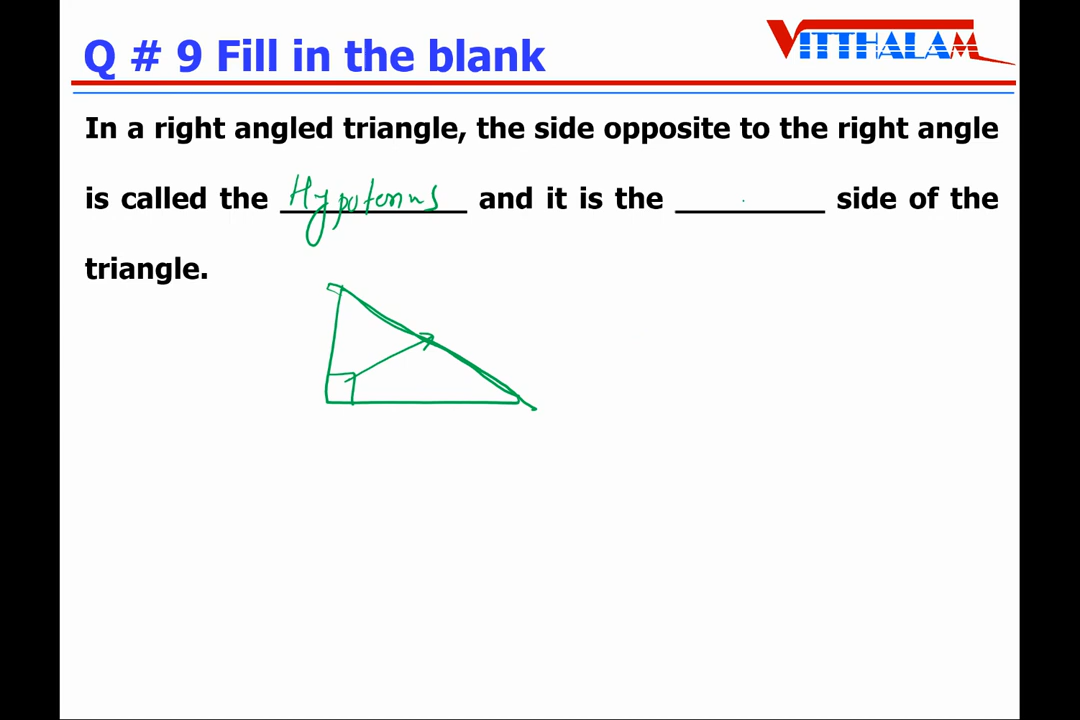 Q # 9 Fill in the blank
VITTHALAM
In a right angled triangle, the side opposite to the right angle
is called the Hypotenus and it is the __________ side of the
triangle.